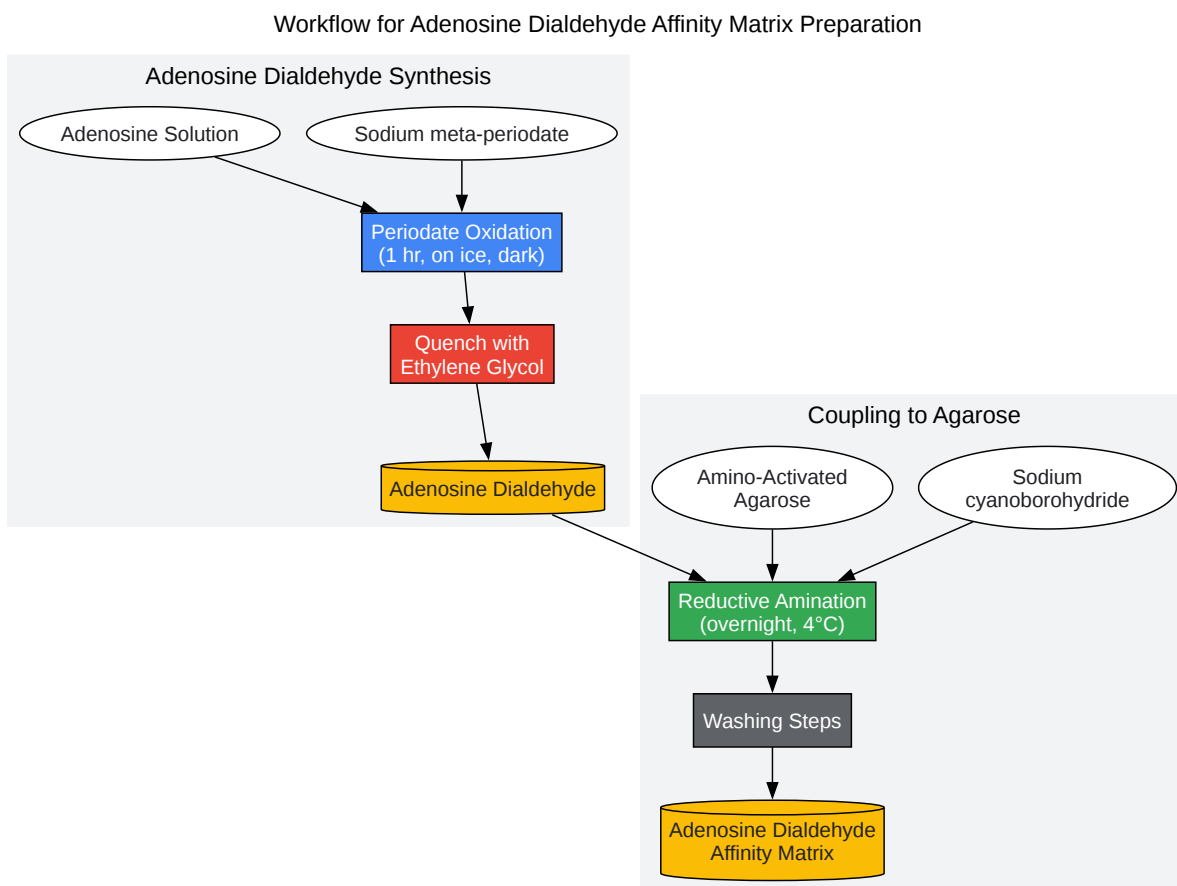 Workflow for Adenosine Dialdehyde Affinity Matrix Preparation
Adenosine Dialdehyde Synthesis
Adenosine Solution
Sodium meta-periodate
Periodate Oxidation
(1 hr, on ice, dark)
Quench with
Ethylene Glycol
Adenosine Dialdehyde
Coupling to Agarose
Amino-Activated
Agarose
Sodium
cyanoborohydride
Reductive Amination
(overnight, 4°C)
Washing Steps
Adenosine Dialdehyde
Affinity Matrix